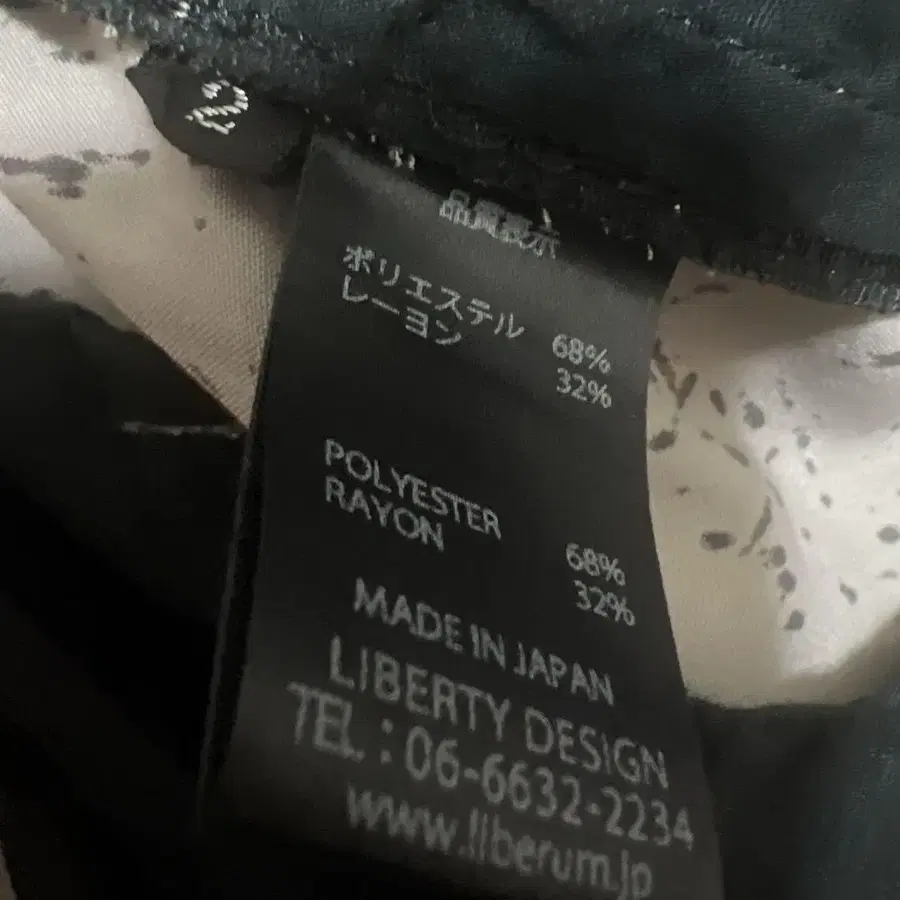 2
品質表示
ポリエステル 68%
レーヨン 32%
POLYESTER 68%
RAYON 32%
MADE IN JAPAN
LIBERTY DESIGN
TEL : 06-6632-2234
www.liberum.jp